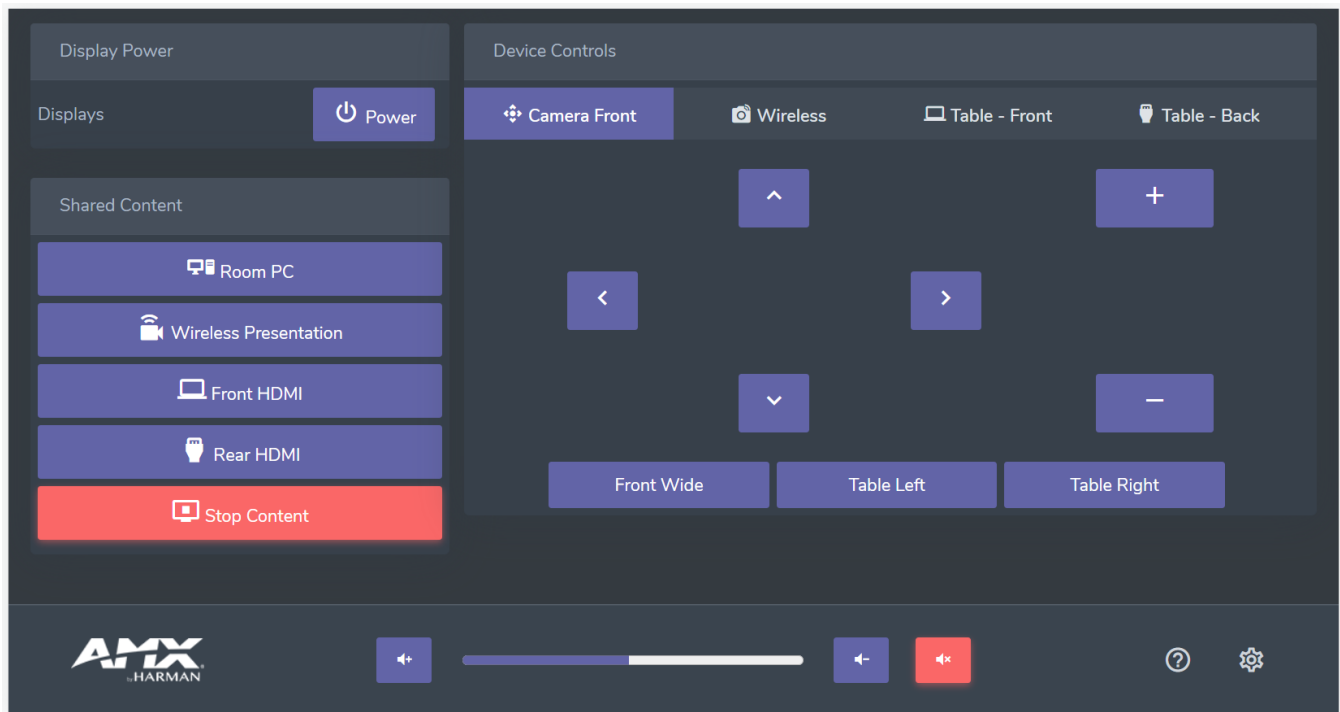 Display Power
Displays
Power
Shared Content
Room PC
Wireless Presentation
Front HDMI
Rear HDMI
Stop Content
Device Controls
Camera Front
Wireless
Table - Front
Table - Back
Front Wide
Table Left
Table Right
AMX
by HARMAN